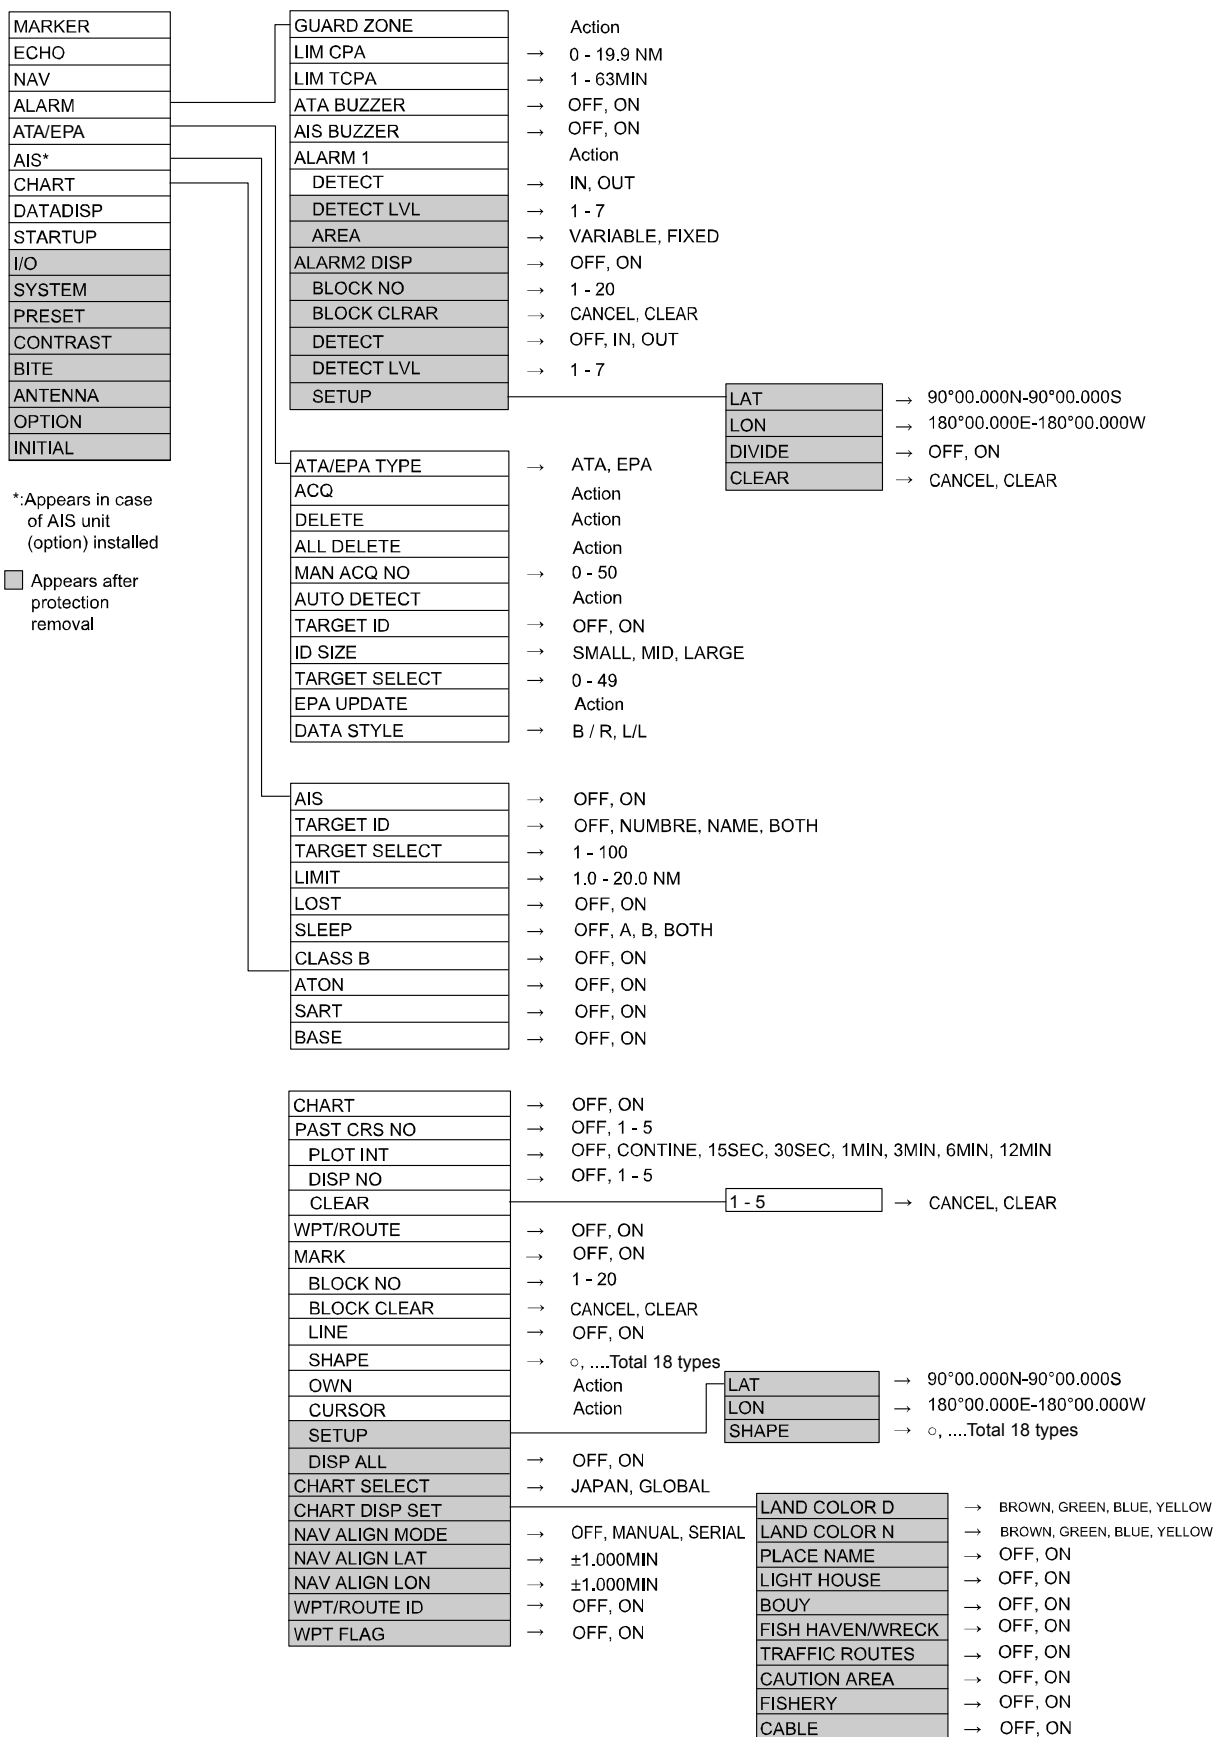 MARKER
ECHO
NAV
ALARM
ATA/EPA
AIS*
CHART
DATADISP
STARTUP
I/O
SYSTEM
PRESET
CONTRAST
BITE
ANTENNA
OPTION
INITIAL
*:Appears in case
of AIS unit
(option) installed
Appears after
protection
removal
GUARD ZONE Action
LIM CPA → 0 - 19.9 NM
LIM TCPA → 1 - 63MIN
ATA BUZZER → OFF, ON
AIS BUZZER → OFF, ON
ALARM 1 Action
DETECT → IN, OUT
DETECT LVL → 1 - 7
AREA → VARIABLE, FIXED
ALARM2 DISP → OFF, ON
BLOCK NO → 1 - 20
BLOCK CLRAR → CANCEL, CLEAR
DETECT → OFF, IN, OUT
DETECT LVL → 1 - 7
SETUP
LAT → 90°00.000N-90°00.000S
LON → 180°00.000E-180°00.000W
DIVIDE → OFF, ON
CLEAR → CANCEL, CLEAR
ATA/EPA TYPE → ATA, EPA
ACQ Action
DELETE Action
ALL DELETE Action
MAN ACQ NO → 0 - 50
AUTO DETECT Action
TARGET ID → OFF, ON
ID SIZE → SMALL, MID, LARGE
TARGET SELECT → 0 - 49
EPA UPDATE Action
DATA STYLE → B / R, L/L
AIS → OFF, ON
TARGET ID → OFF, NUMBRE, NAME, BOTH
TARGET SELECT → 1 - 100
LIMIT → 1.0 - 20.0 NM
LOST → OFF, ON
SLEEP → OFF, A, B, BOTH
CLASS B → OFF, ON
ATON → OFF, ON
SART → OFF, ON
BASE → OFF, ON
CHART → OFF, ON
PAST CRS NO → OFF, 1 - 5
PLOT INT → OFF, CONTINE, 15SEC, 30SEC, 1MIN, 3MIN, 6MIN, 12MIN
DISP NO → OFF, 1 - 5
CLEAR 1 - 5 → CANCEL, CLEAR
WPT/ROUTE → OFF, ON
MARK → OFF, ON
BLOCK NO → 1 - 20
BLOCK CLEAR → CANCEL, CLEAR
LINE → OFF, ON
SHAPE → ○, ....Total 18 types
OWN Action
CURSOR Action
SETUP
LAT → 90°00.000N-90°00.000S
LON → 180°00.000E-180°00.000W
SHAPE → ○, ....Total 18 types
DISP ALL → OFF, ON
CHART SELECT → JAPAN, GLOBAL
CHART DISP SET
NAV ALIGN MODE → OFF, MANUAL, SERIAL
NAV ALIGN LAT → ±1.000MIN
NAV ALIGN LON → ±1.000MIN
WPT/ROUTE ID → OFF, ON
WPT FLAG → OFF, ON
LAND COLOR D → BROWN, GREEN, BLUE, YELLOW
LAND COLOR N → BROWN, GREEN, BLUE, YELLOW
PLACE NAME → OFF, ON
LIGHT HOUSE → OFF, ON
BOUY → OFF, ON
FISH HAVEN/WRECK → OFF, ON
TRAFFIC ROUTES → OFF, ON
CAUTION AREA → OFF, ON
FISHERY → OFF, ON
CABLE → OFF, ON